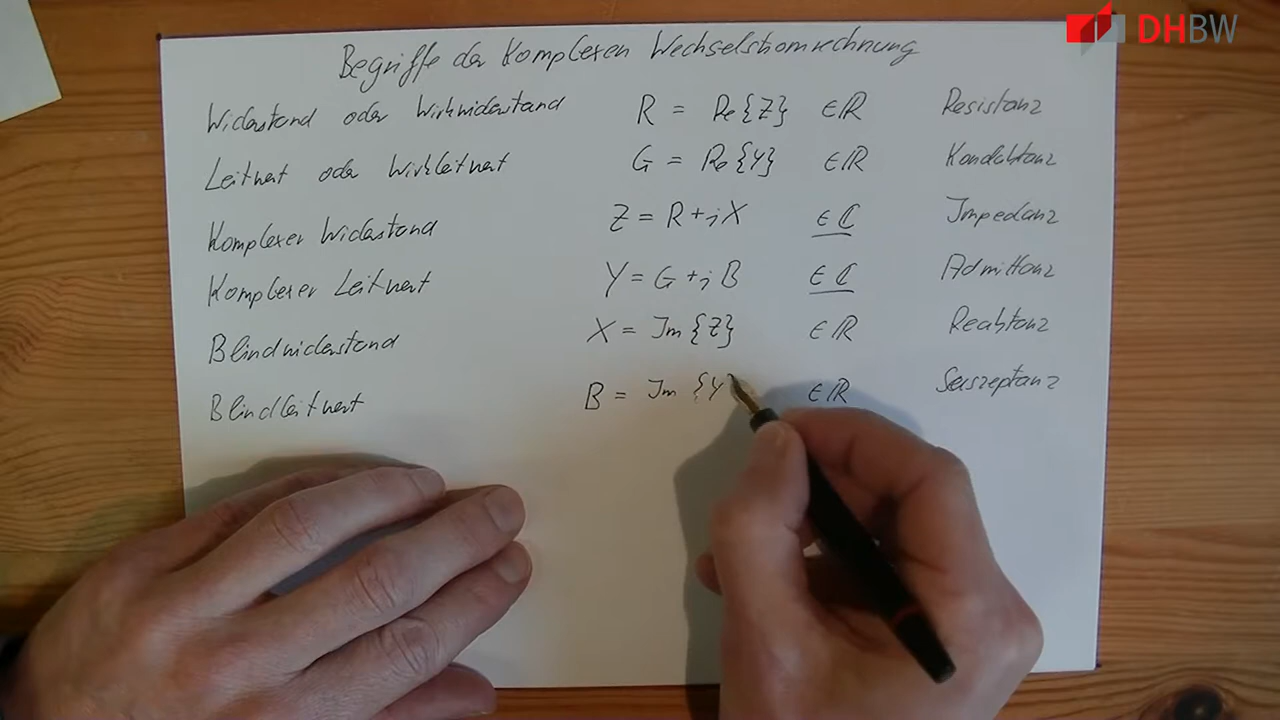 DHBW
Begriffe der Komplexen Wechselstromrechnung
Widerstand oder Wirkwiderstand R = Re{Z} ∈ ℝ Resistanz
Leitwert oder Wirkleitwert G = Re{Y} ∈ ℝ Konduktanz
Komplexer Widerstand Z = R + jX ∈ ℂ Impedanz
Komplexer Leitwert Y = G + jB ∈ ℂ Admittanz
Blindwiderstand X = Im{Z} ∈ ℝ Reaktanz
Blindleitwert B = Im{Y} ∈ ℝ Suszeptanz